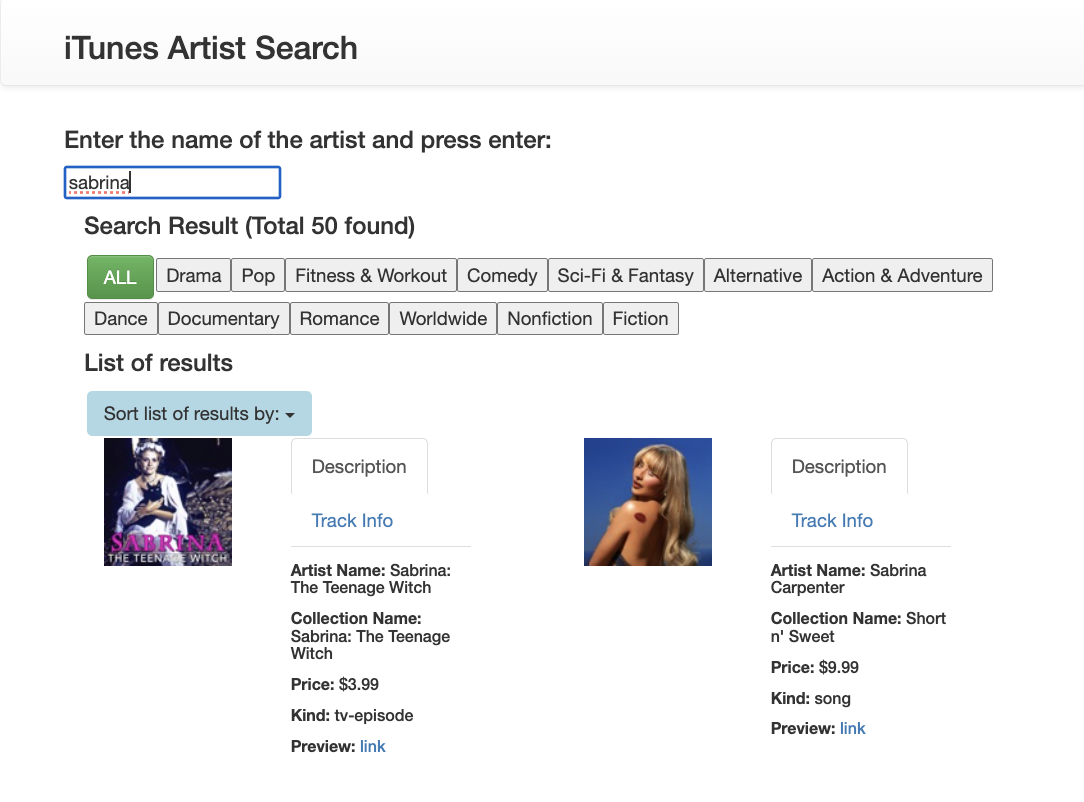 iTunes Artist Search
Enter the name of the artist and press enter:
sabrina
Search Result (Total 50 found)
ALL Drama Pop Fitness & Workout Comedy Sci-Fi & Fantasy Alternative Action & Adventure
Dance Documentary Romance Worldwide Nonfiction Fiction
List of results
Sort list of results by:
SABRINA
THE TEENAGE WITCH
Description
Track Info
Artist Name: Sabrina:
The Teenage Witch
Collection Name:
Sabrina: The Teenage
Witch
Price: $3.99
Kind: tv-episode
Preview: link
Description
Track Info
Artist Name: Sabrina
Carpenter
Collection Name: Short
n' Sweet
Price: $9.99
Kind: song
Preview: link